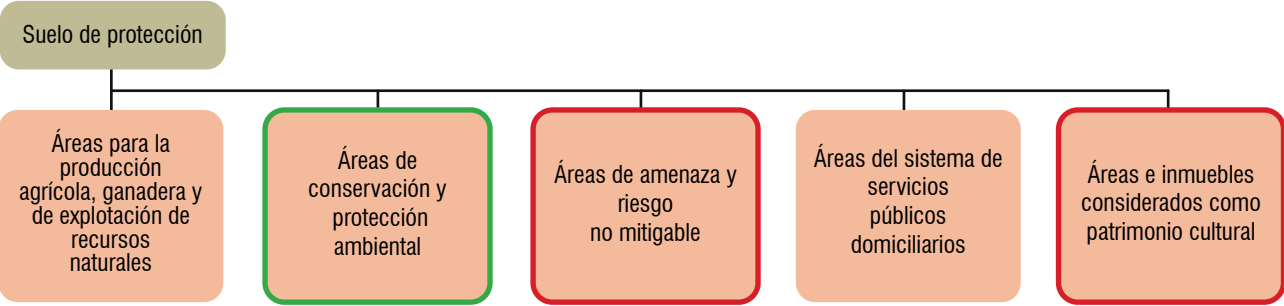 Suelo de protección
Áreas para la
producción
agrícola, ganadera y
de explotación de
recursos
naturales
Áreas de
conservación y
protección
ambiental
Áreas de amenaza y
riesgo
no mitigable
Áreas del sistema de
servicios
públicos
domiciliarios
Áreas e inmuebles
considerados como
patrimonio cultural